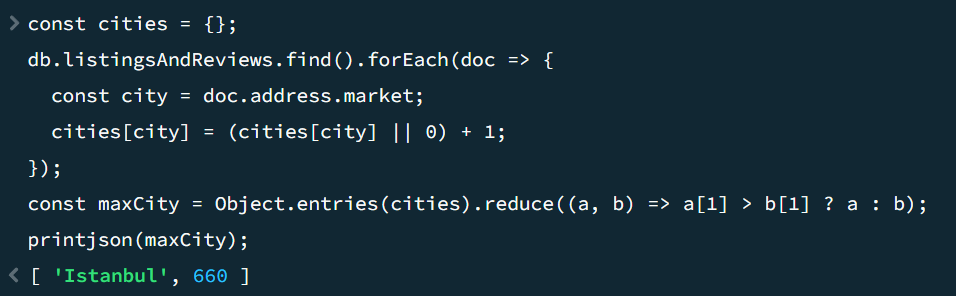 const cities = {};
db.listingsAndReviews.find().forEach(doc => {
  const city = doc.address.market;
  cities[city] = (cities[city] || 0) + 1;
});
const maxCity = Object.entries(cities).reduce((a, b) => a[1] > b[1] ? a : b);
printjson(maxCity);
[ 'Istanbul', 660 ]